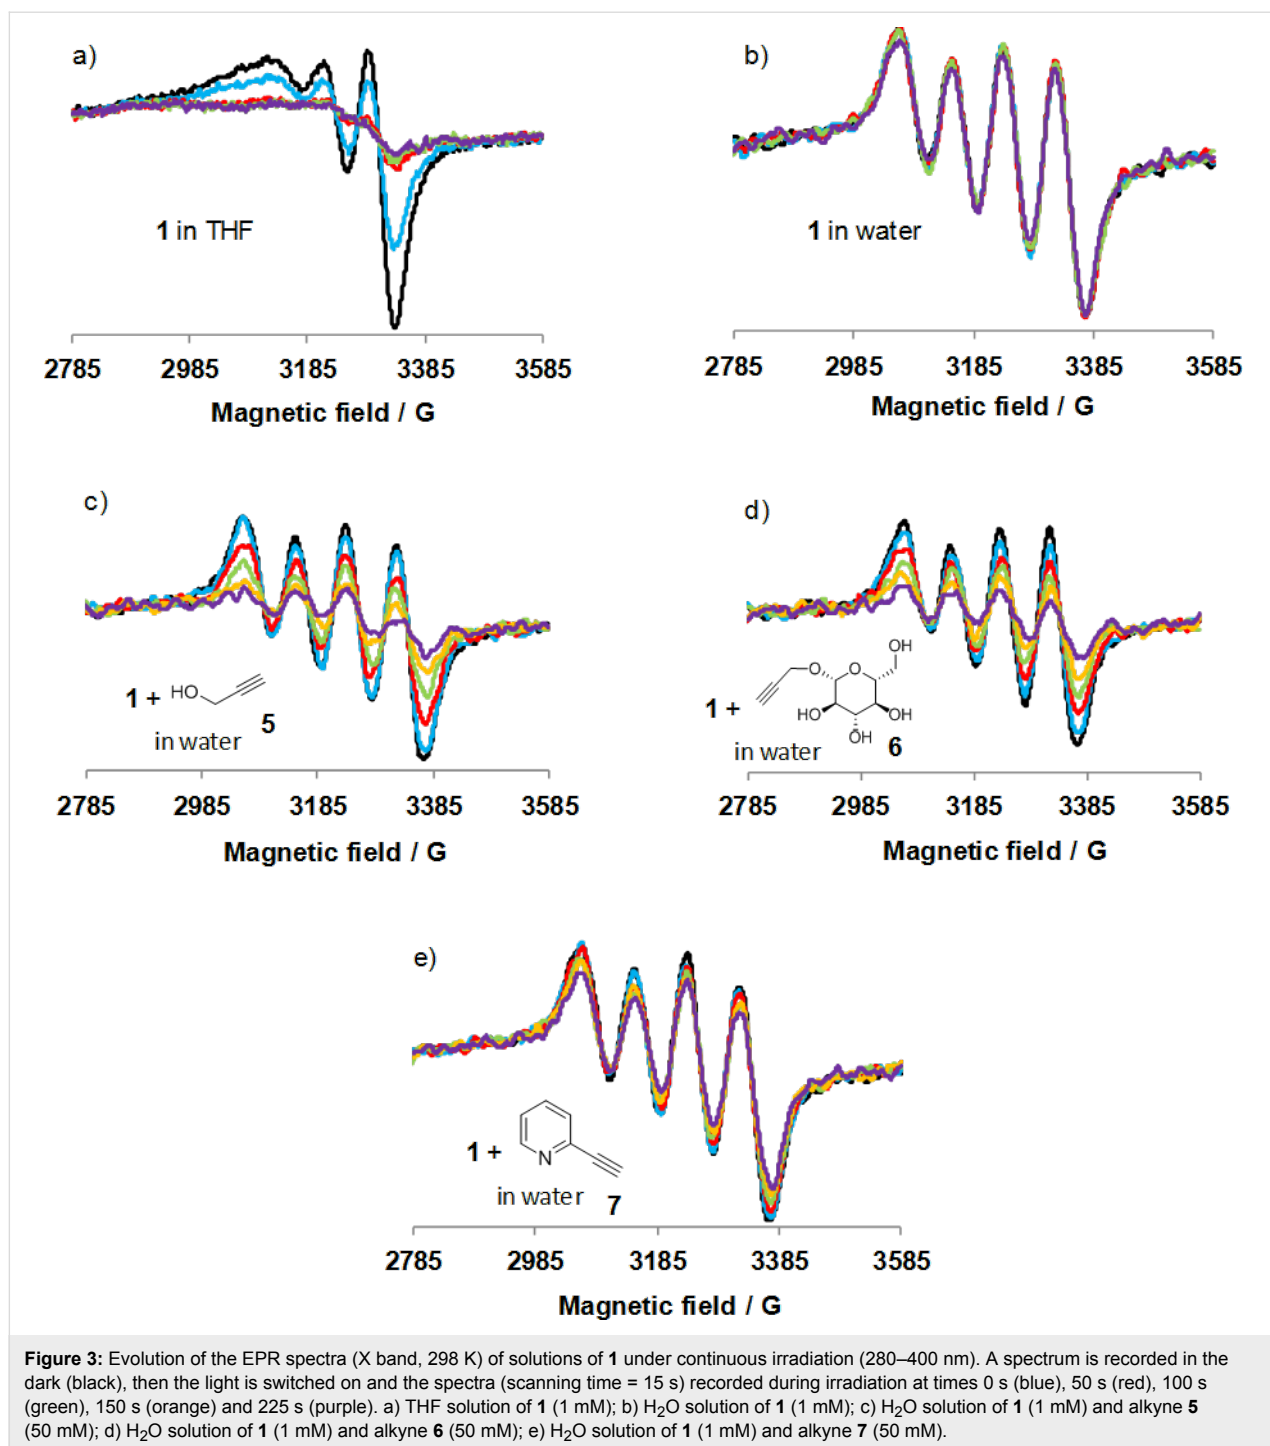 a)
1 in THF
2785 2985 3185 3385 3585
Magnetic field / G
b)
1 in water
2785 2985 3185 3385 3585
Magnetic field / G
c)
1 + HO 5
in water
2785 2985 3185 3385 3585
Magnetic field / G
d)
OH
O O
1 +
HO OH
OH 6
in water
2785 2985 3185 3385 3585
Magnetic field / G
e)
1 +
N
in water 7
2785 2985 3185 3385 3585
Magnetic field / G
Figure 3: Evolution of the EPR spectra (X band, 298 K) of solutions of 1 under continuous irradiation (280–400 nm). A spectrum is recorded in the
dark (black), then the light is switched on and the spectra (scanning time = 15 s) recorded during irradiation at times 0 s (blue), 50 s (red), 100 s
(green), 150 s (orange) and 225 s (purple). a) THF solution of 1 (1 mM); b) H₂O solution of 1 (1 mM); c) H₂O solution of 1 (1 mM) and alkyne 5
(50 mM); d) H₂O solution of 1 (1 mM) and alkyne 6 (50 mM); e) H₂O solution of 1 (1 mM) and alkyne 7 (50 mM).